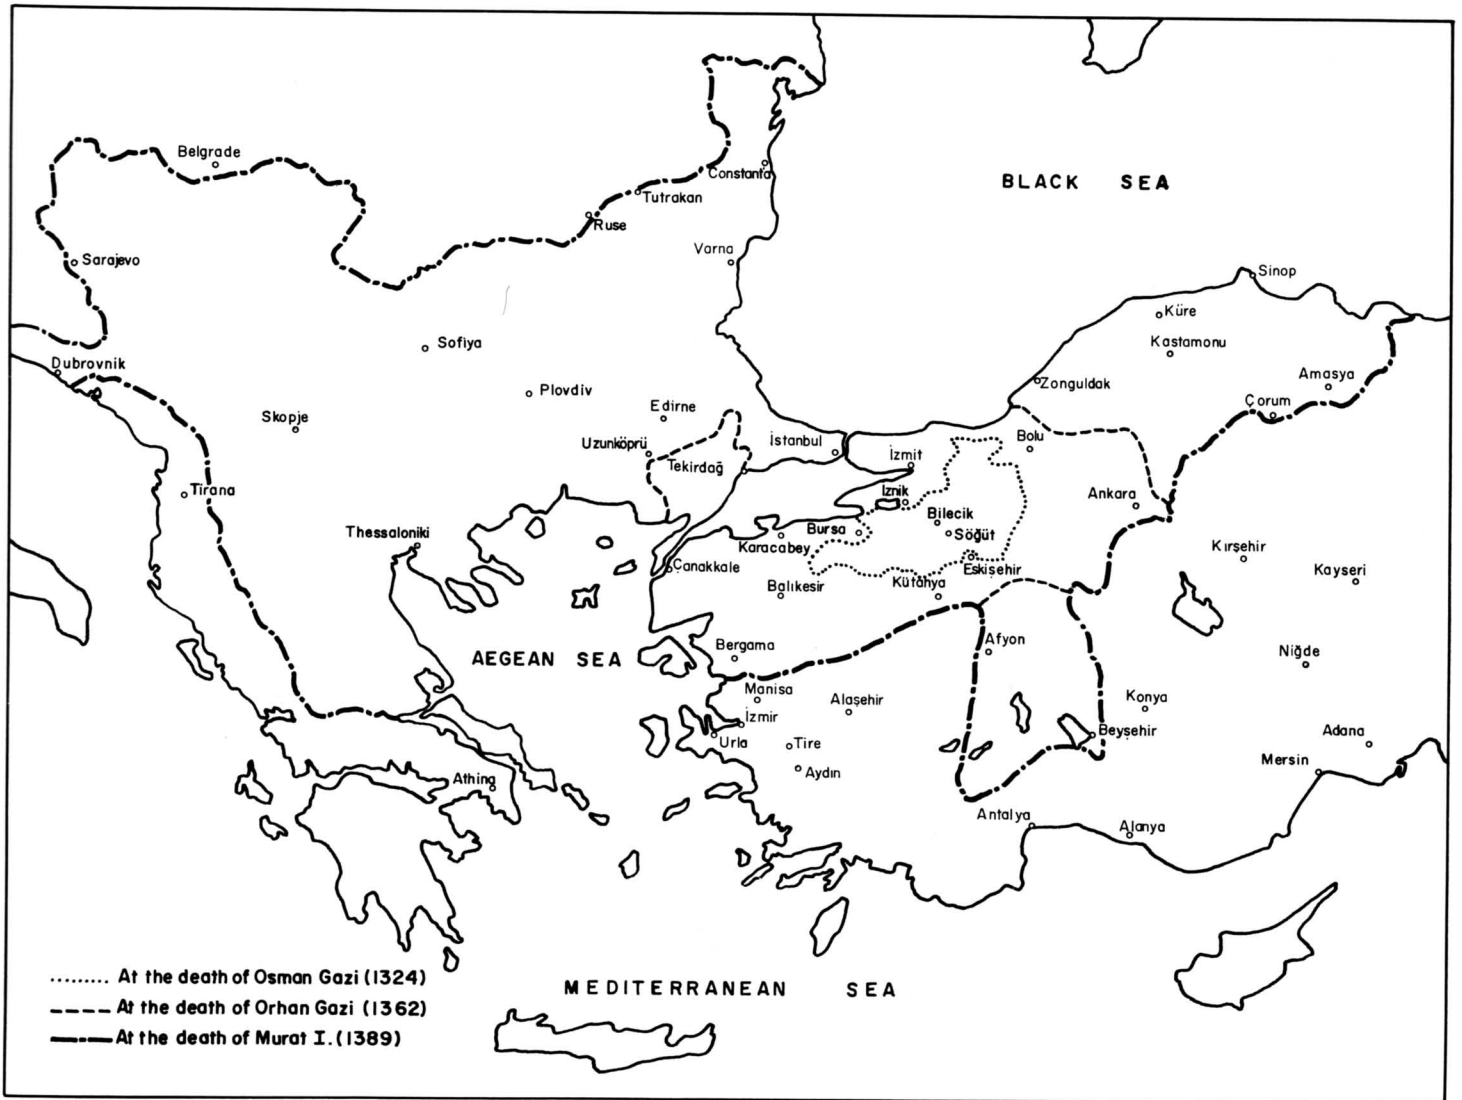 Belgrade
Constanta
BLACK SEA
Tutrakan
Ruse
Varna
Sarajevo
Sinop
Küre
Sofiya
Kastamonu
Dubrovnik
Zonguldak
Amasya
Plovdiv
Çorum
Edirne
Skopje
İstanbul
Bolu
Uzunköprü
İzmit
Tekirdağ
Tirana
İznik
Ankara
Bilecik
Thessaloniki
Bursa
Söğüt
Karacabey
Kırşehir
Çanakkale
Eskişehir
Kayseri
Balıkesir
Kütahya
Afyon
Bergama
AEGEAN SEA
Niğde
Manisa
Alaşehir
Konya
İzmir
Beyşehir
Adana
Urla
Tire
Mersin
Aydın
Athina
Antalya
Alanya
MEDITERRANEAN SEA
At the death of Osman Gazi (1324)
At the death of Orhan Gazi (1362)
At the death of Murat I. (1389)